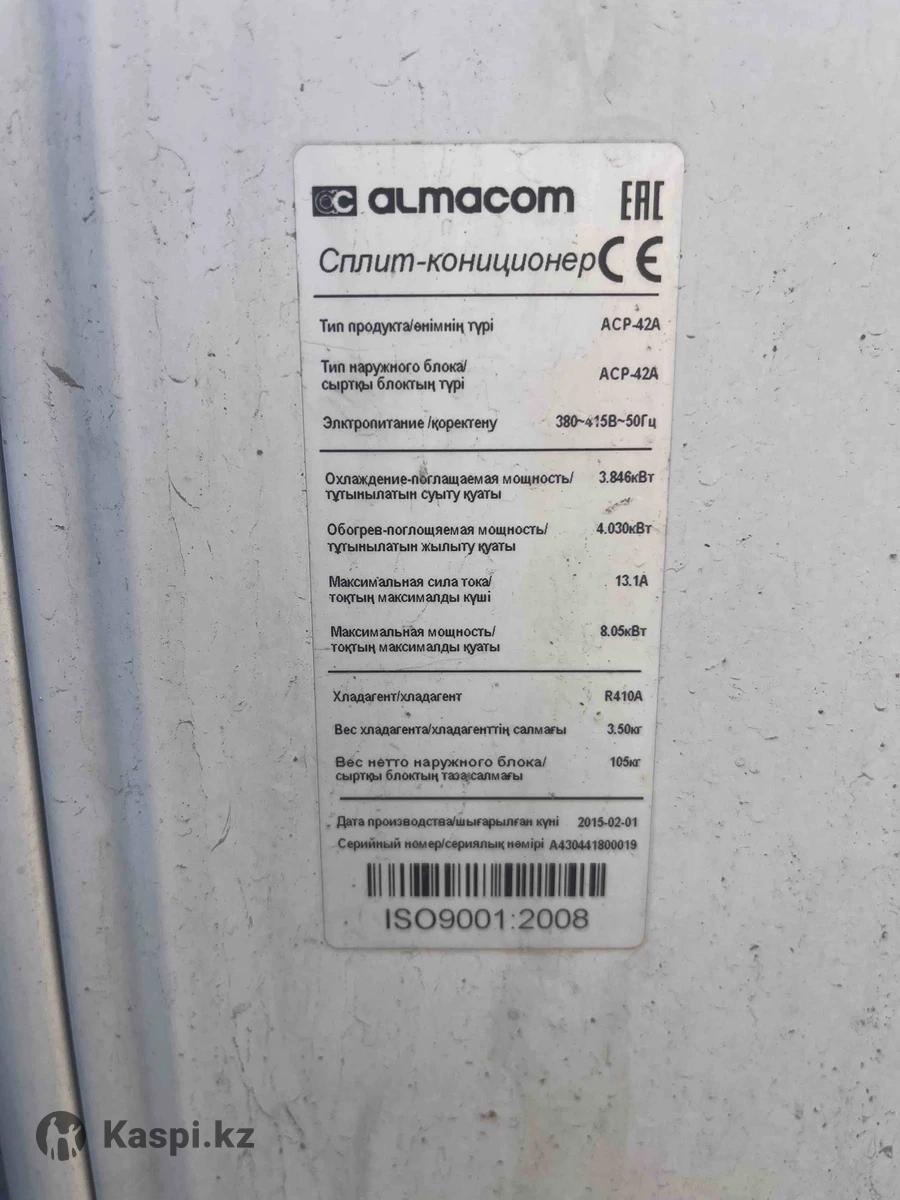 almacom EAC
Сплит-кониционер CE
Тип продукта/өнімнің түрі ACP-42A
Тип наружного блока/
сыртқы блоктың түрі ACP-42A
Элктропитание /қоректену 380~415В~50Гц
Охлаждение-поглащаемая мощность/ 3.846кВт
тұтынылатын суыту қуаты
Обогрев-поглощяемая мощность/ 4.030кВт
тұтынылатын жылыту қуаты
Максимальная сила тока/ 13.1А
тоқтың максималды күші
Максимальная мощность/ 8.05кВт
тоқтың максималды қуаты
Хладагент/хладагент R410A
Вес хладагента/хладагенттің салмағы 3.50кг
Вес нетто наружного блока/ 105кг
сыртқы блоктың таза салмағы
Дата производства/шығарылған күні 2015-02-01
Серийный номер/сериялық нөмірі A430441800019
ISO9001:2008
Kaspi.kz